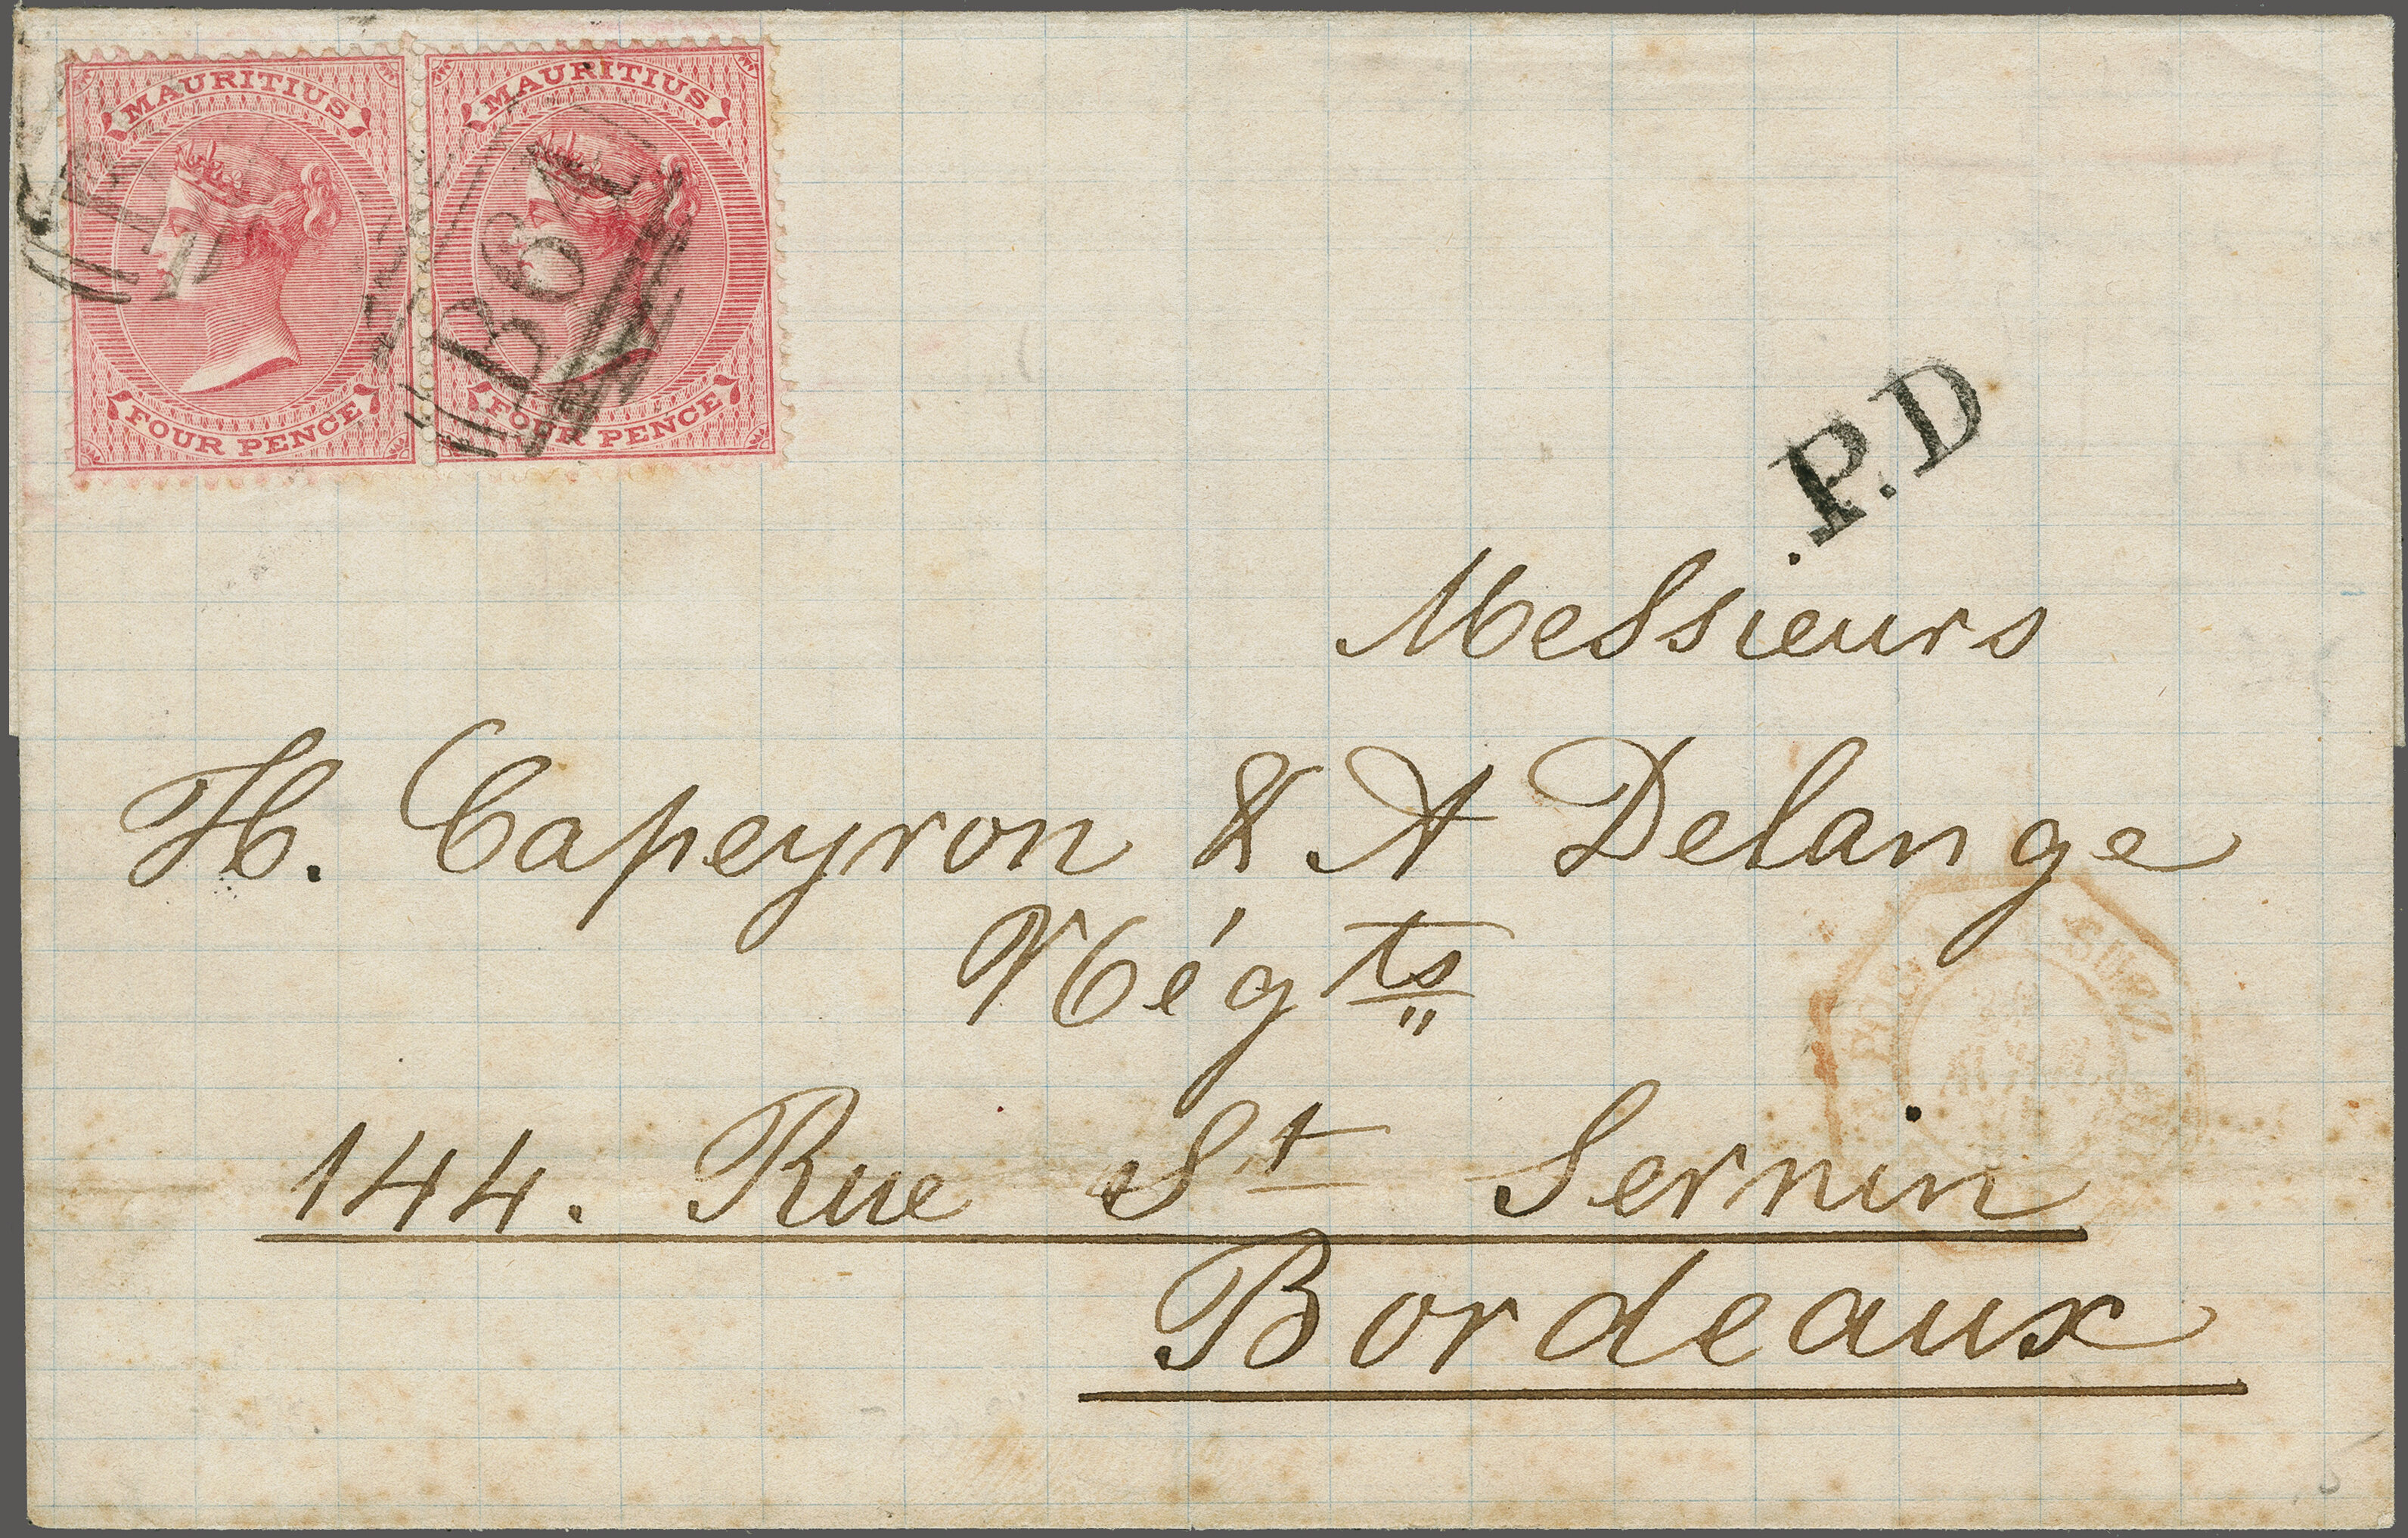 MAURITIUS
FOUR PENCE
MAURITIUS
FOUR PENCE
B64
P.D.
Messieurs
H. Capeyron & A Delange
Négts
144. Rue St Sernin
Bordeaux